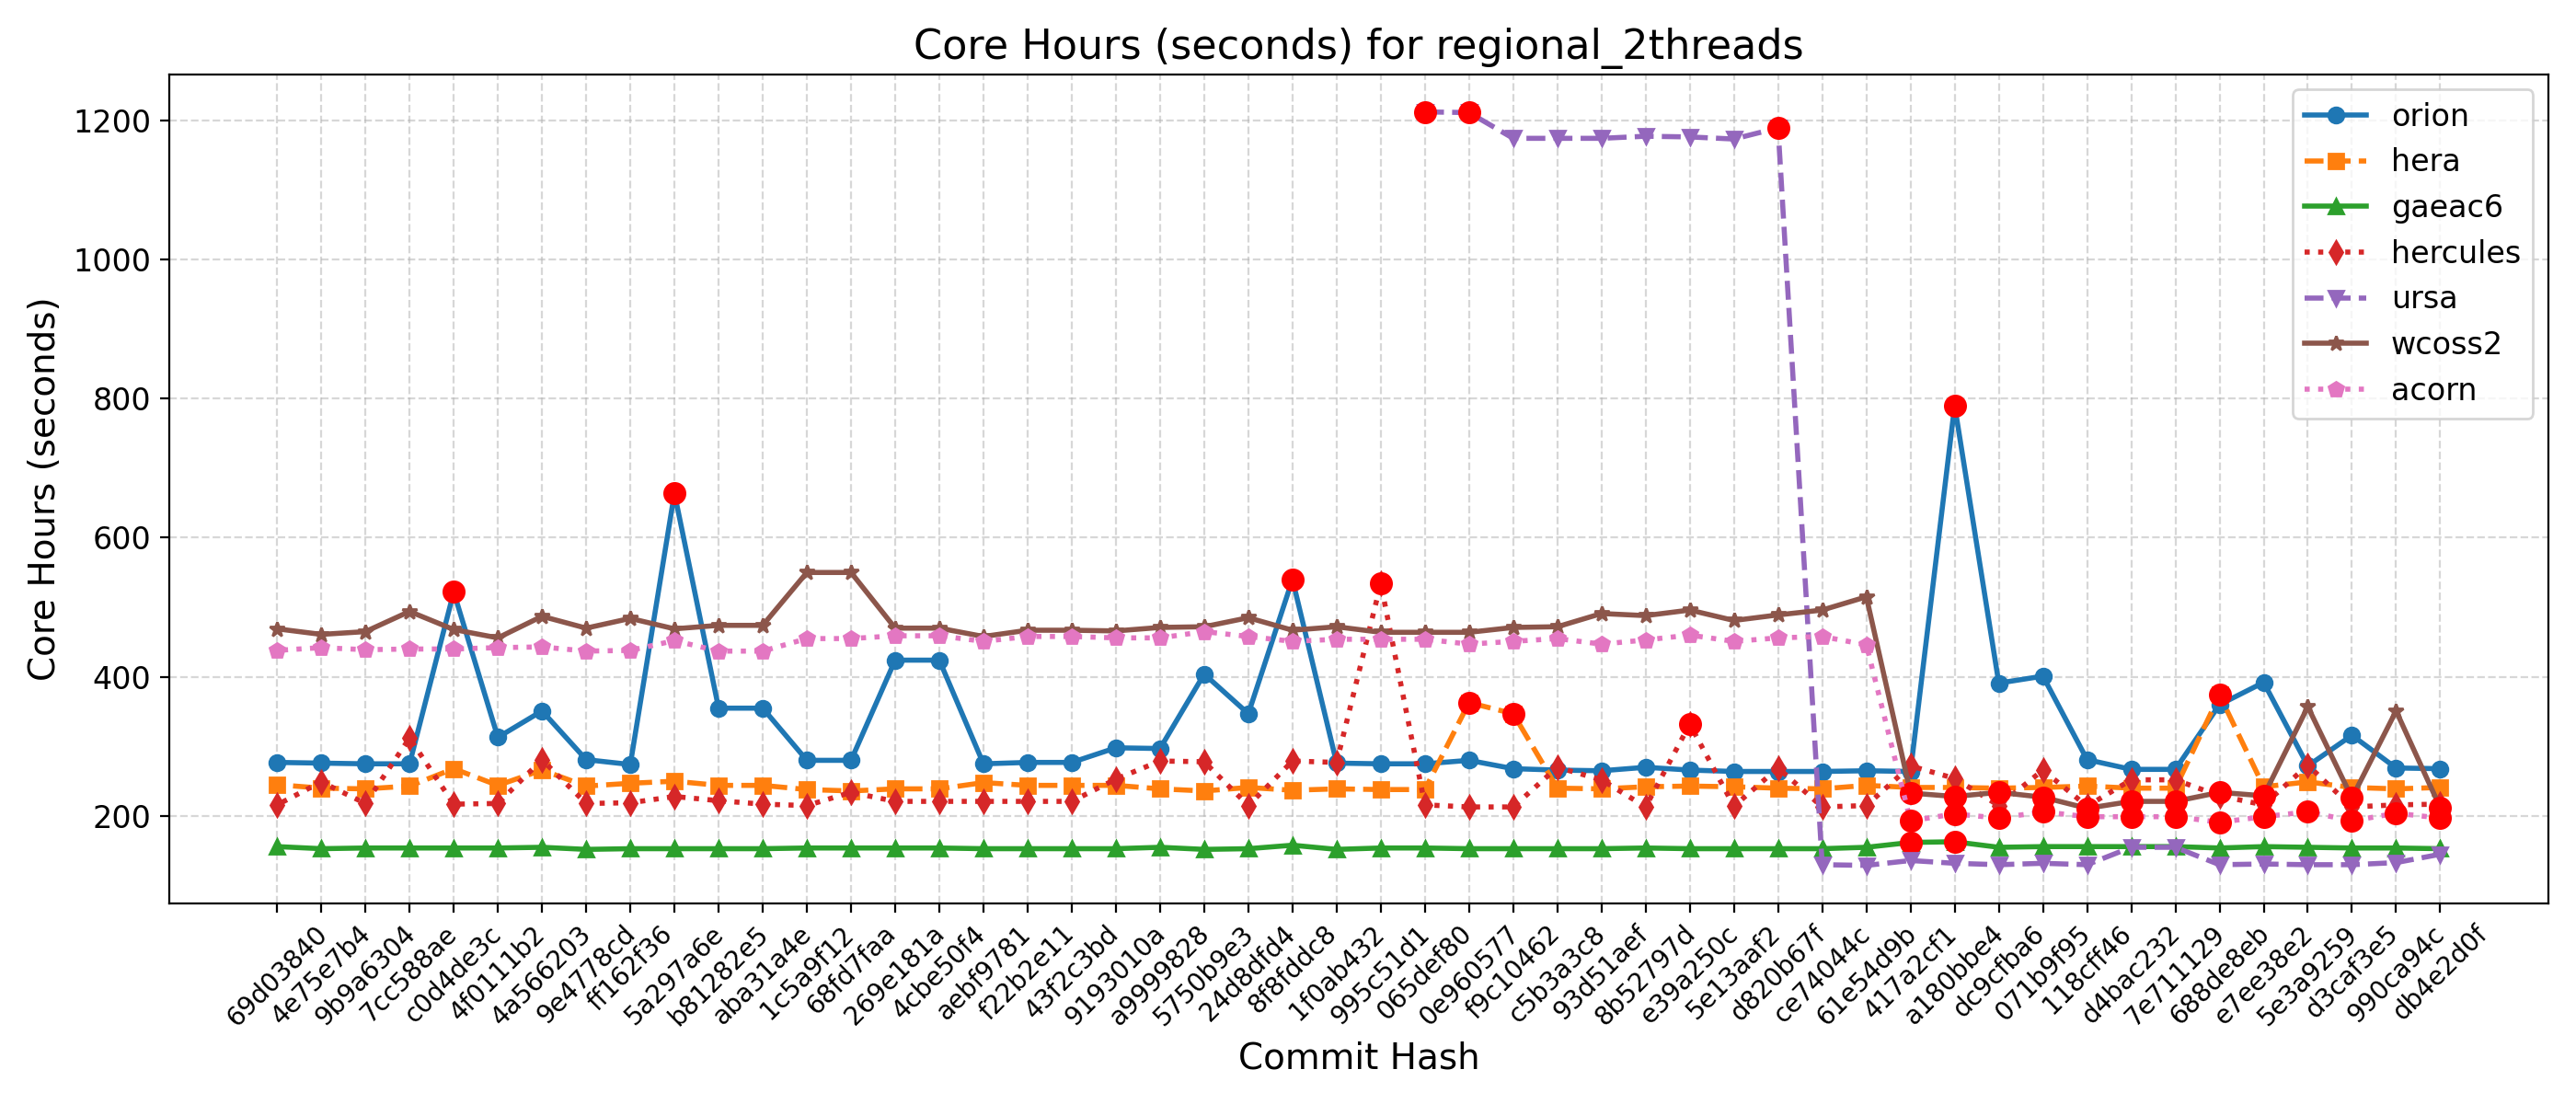 Core Hours (seconds) for regional_2threads
Core Hours (seconds)
1200
1000
800
600
400
200
orion
hera
gaeac6
hercules
ursa
wcoss2
acorn
69d03840
4e75e7b4
9b9a6304
7cc588ae
c0d4de3c
4f0111b2
4a566203
9e4778cd
ff162f36
5a297a6e
b81282e5
aba31a4e
1c5a9f12
68fd7faa
269e181a
4cbe50f4
aebf9781
f22b2e11
43f2c3bd
9193010a
a9999828
5750b9e3
24d8dfd4
8f8fddc8
1f0ab432
995c51d1
065def80
0e960577
f9c10462
c5b3a3c8
93d51aef
8b52797d
e39a250c
5e13aaf2
d820b67f
ce74044c
61e54d9b
417a2cf1
a180bbe4
dc9cfba6
071b9f95
118cff46
d4bac232
7e711129
688de8eb
e7ee38e2
5e3a9259
d3caf3e5
990ca94c
db4e2d0f
Commit Hash